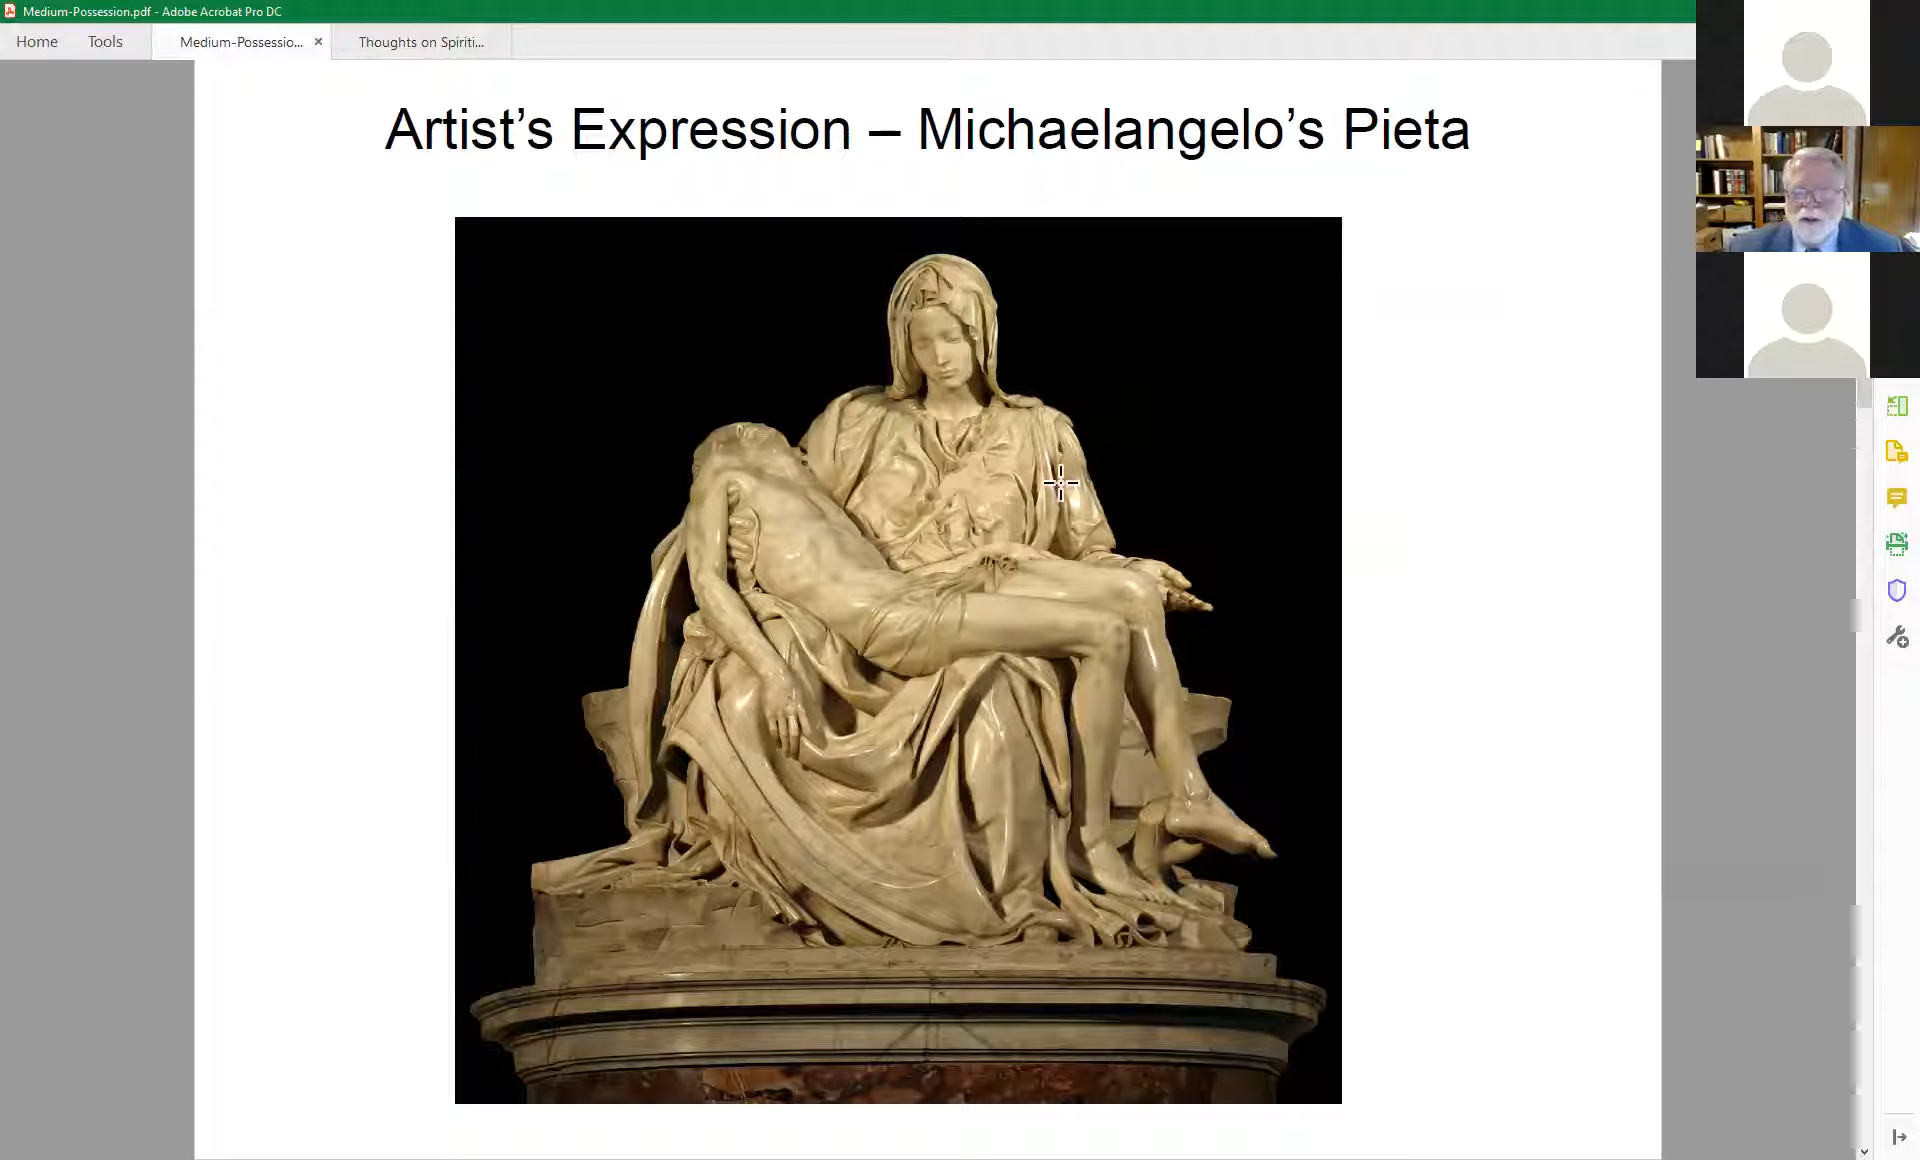 Medium-Possession.pdf - Adobe Acrobat Pro DC
Home
Tools
Medium-Possessio...
Thoughts on Spiriti...
Artist’s Expression – Michaelangelo’s Pieta